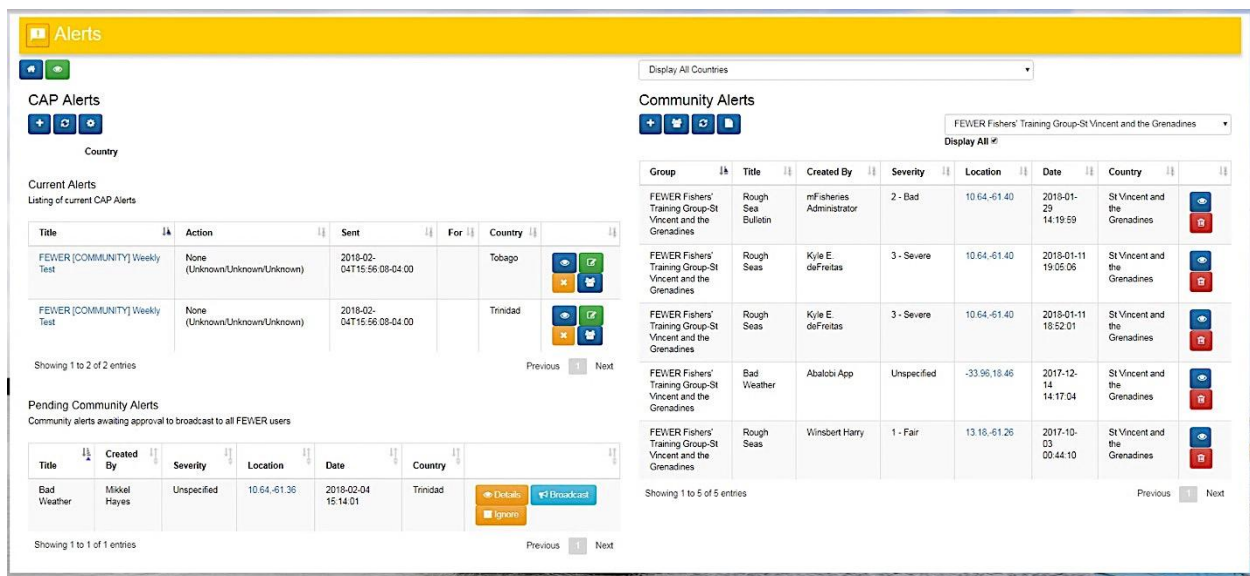 Alerts
Display All Countries
CAP Alerts
Country
Current Alerts
Listing of current CAP Alerts
Title Action Sent For Country
FEWER [COMMUNITY] Weekly None 2018-02- Tobago
Test (Unknown/Unknown/Unknown) 04T15:56:08-04:00
FEWER [COMMUNITY] Weekly None 2018-02- Trinidad
Test (Unknown/Unknown/Unknown) 04T15:56:08-04:00
Showing 1 to 2 of 2 entries Previous 1 Next
Pending Community Alerts
Community alerts awaiting approval to broadcast to all FEWER users
Created
Title By Severity Location Date Country
Bad Mikkel Unspecified 10.64,-61.36 2018-02-04 Trinidad Details Broadcast
Weather Hayes 15:14:01
Ignore
Showing 1 to 1 of 1 entries Previous 1 Next
Community Alerts
FEWER Fishers' Training Group-St Vincent and the Grenadines
Display All
Group Title Created By Severity Location Date Country
FEWER Fishers' Rough mFisheries 2 - Bad 10.64,-61.40 2018-01- St Vincent and
Training Group-St Sea Administrator 29 the
Vincent and the Bulletin 14:19:59 Grenadines
Grenadines
FEWER Fishers' Rough Kyle E. 3 - Severe 10.64,-61.40 2018-01-11 St Vincent and
Training Group-St Seas deFreitas 19:05:06 the
Vincent and the Grenadines
Grenadines
FEWER Fishers' Rough Kyle E. 3 - Severe 10.64,-61.40 2018-01-11 St Vincent and
Training Group-St Seas deFreitas 18:52:01 the
Vincent and the Grenadines
Grenadines
FEWER Fishers' Bad Abalobi App Unspecified -33.96,18.46 2017-12- St Vincent and
Training Group-St Weather 14 the
Vincent and the 14:17:04 Grenadines
Grenadines
FEWER Fishers' Rough Winsbert Harry 1 - Fair 13.18,-61.26 2017-10- St Vincent and
Training Group-St Seas 03 the
Vincent and the 00:44:10 Grenadines
Grenadines
Showing 1 to 5 of 5 entries Previous 1 Next